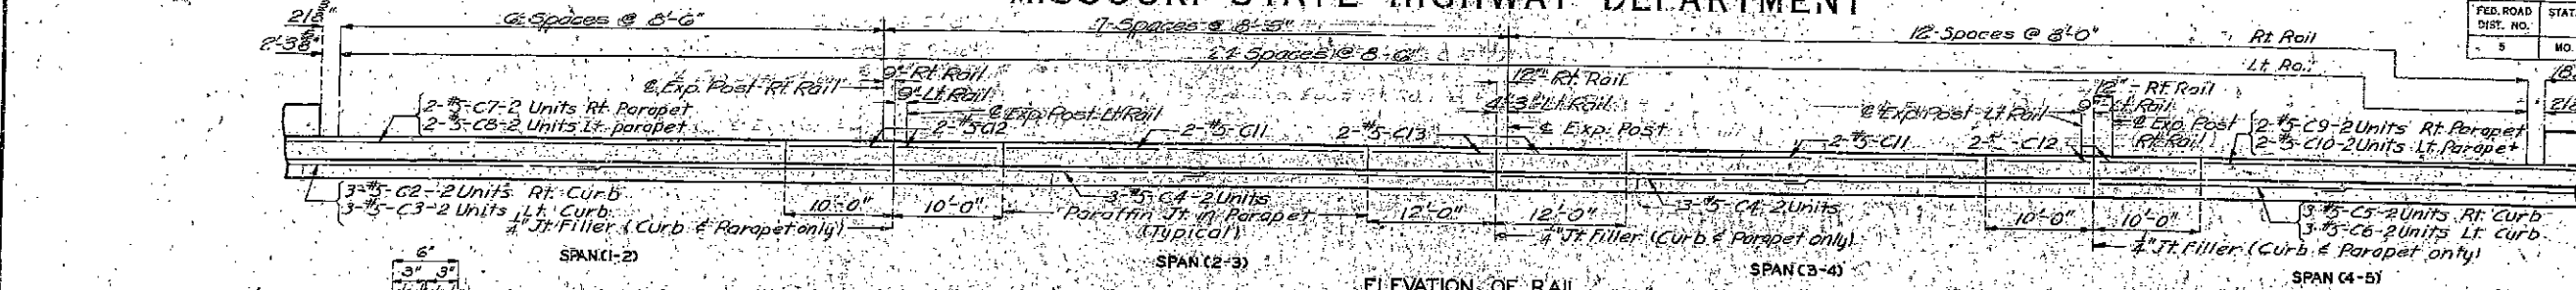 MISSOURI STATE HIGHWAY DEPARTMENT
FED. ROAD DIST. NO.
5
MO.
6-Spaces @ 8'-6"
7-Spaces @ 8'-5"
12-Spaces @ 8'-0"
Rt Rail
Spaces @ 8'-6"
Lt
¢ Exp. Post Rt Rail
9" Rt Rail
9" Lt Rail
¢ Exp. Post Lt Rail
12" Rt. Rail
Lt Rail
¢ Exp. Post
¢ Exp. Post Lt Rail
12" - Rt Rail
9" Lt Rail
¢ Exp. Post Rt Rail
2-#5-C7-2 Units Rt. Parapet
2-#5-C8-2 Units Lt. parapet
2-#5-C12
2-#5-C11
2-#5-C13
2-#5-C11
C12
2-#5-C9-2 Units Rt Parapet
2-#5-C10-2 Units Lt. Parapet
3-#5-C2-2 Units Rt. Curb
3-#5-C3-2 Units Lt. Curb
10'-0"
10'-0"
3-#5-C4-2 Units
Paraffin Jt. in Parapet
(Typical)
12'-0"
12'-0"
3-#5-C4-2 Units
10'-0"
10'-0"
3-#5-C5-2 Units Rt. Curb
3-#5-C6-2 Units Lt. Curb
¼" Jt. Filler (Curb & Parapet only)
¼" Jt. Filler (Curb & Parapet only)
¼" Jt. Filler (Curb & Parapet only)
SPAN (1-2)
SPAN (2-3)
SPAN (3-4)
SPAN (4-5)
6"
3" 3"
ELEVATION OF RAIL